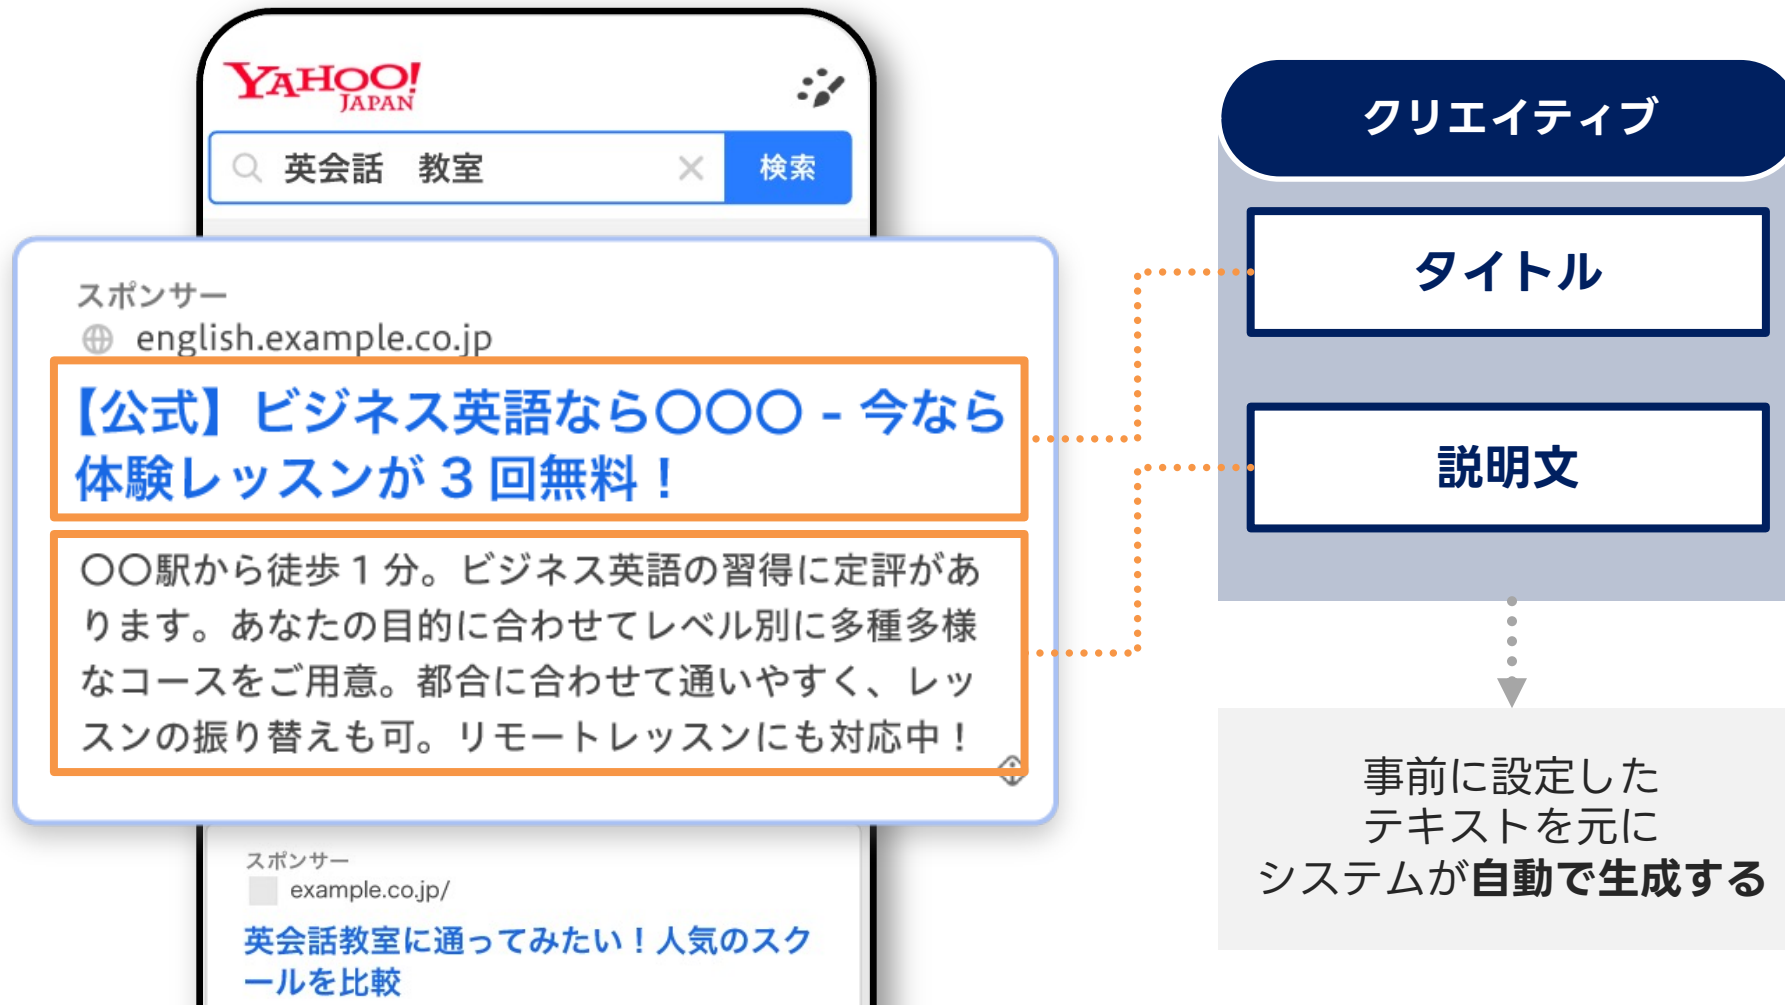 YAHOO!
JAPAN
英会話　教室
検索
スポンサー
english.example.co.jp
【公式】ビジネス英語なら〇〇〇 - 今なら
体験レッスンが３回無料！
〇〇駅から徒歩１分。ビジネス英語の習得に定評があ
ります。あなたの目的に合わせてレベル別に多種多様
なコースをご用意。都合に合わせて通いやすく、レッ
スンの振り替えも可。リモートレッスンにも対応中！
スポンサー
example.co.jp/
英会話教室に通ってみたい！人気のスク
ールを比較
クリエイティブ
タイトル
説明文
事前に設定した
テキストを元に
システムが自動で生成する